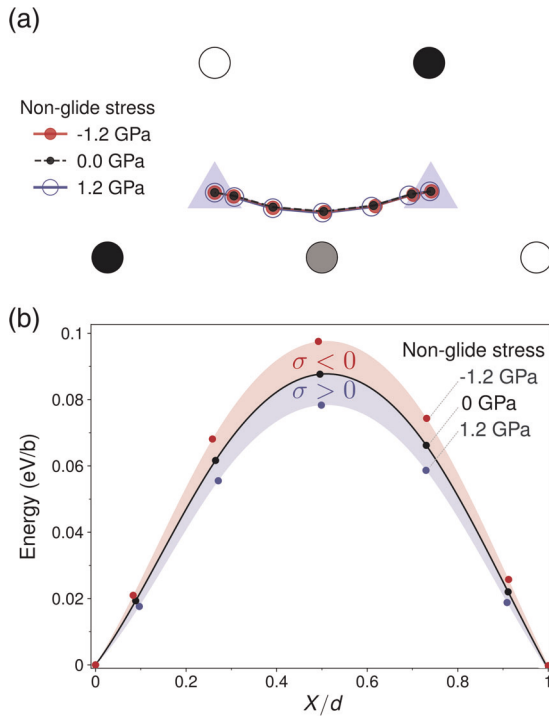 (a)
Non-glide stress
-1.2 GPa
0.0 GPa
1.2 GPa
(b)
0.1
0.08
0.06
0.04
0.02
0
Energy (eV/b)
σ < 0
σ > 0
Non-glide stress
-1.2 GPa
0 GPa
1.2 GPa
0 0.2 0.4 0.6 0.8 1
X/d